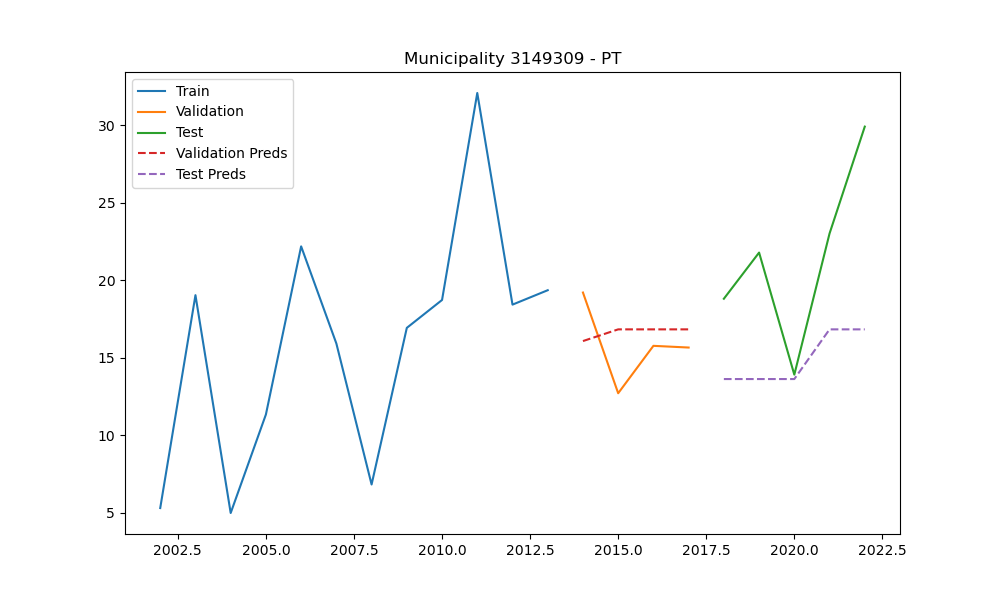 Municipality 3149309 - PT
Train
Validation
Test
Validation Preds
Test Preds
30
25
20
15
10
5
2002.5 2005.0 2007.5 2010.0 2012.5 2015.0 2017.5 2020.0 2022.5